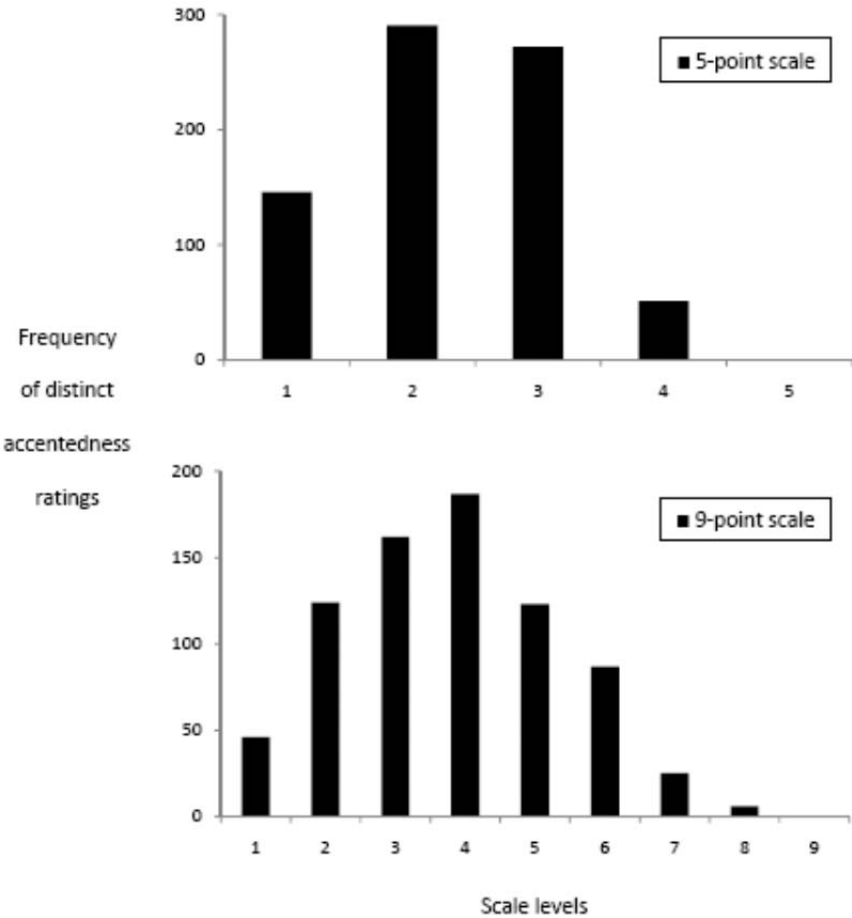 300
5-point scale
200
100
0
1 2 3 4 5
Frequency
of distinct
accentedness
ratings
200
9-point scale
150
100
50
0
1 2 3 4 5 6 7 8 9
Scale levels